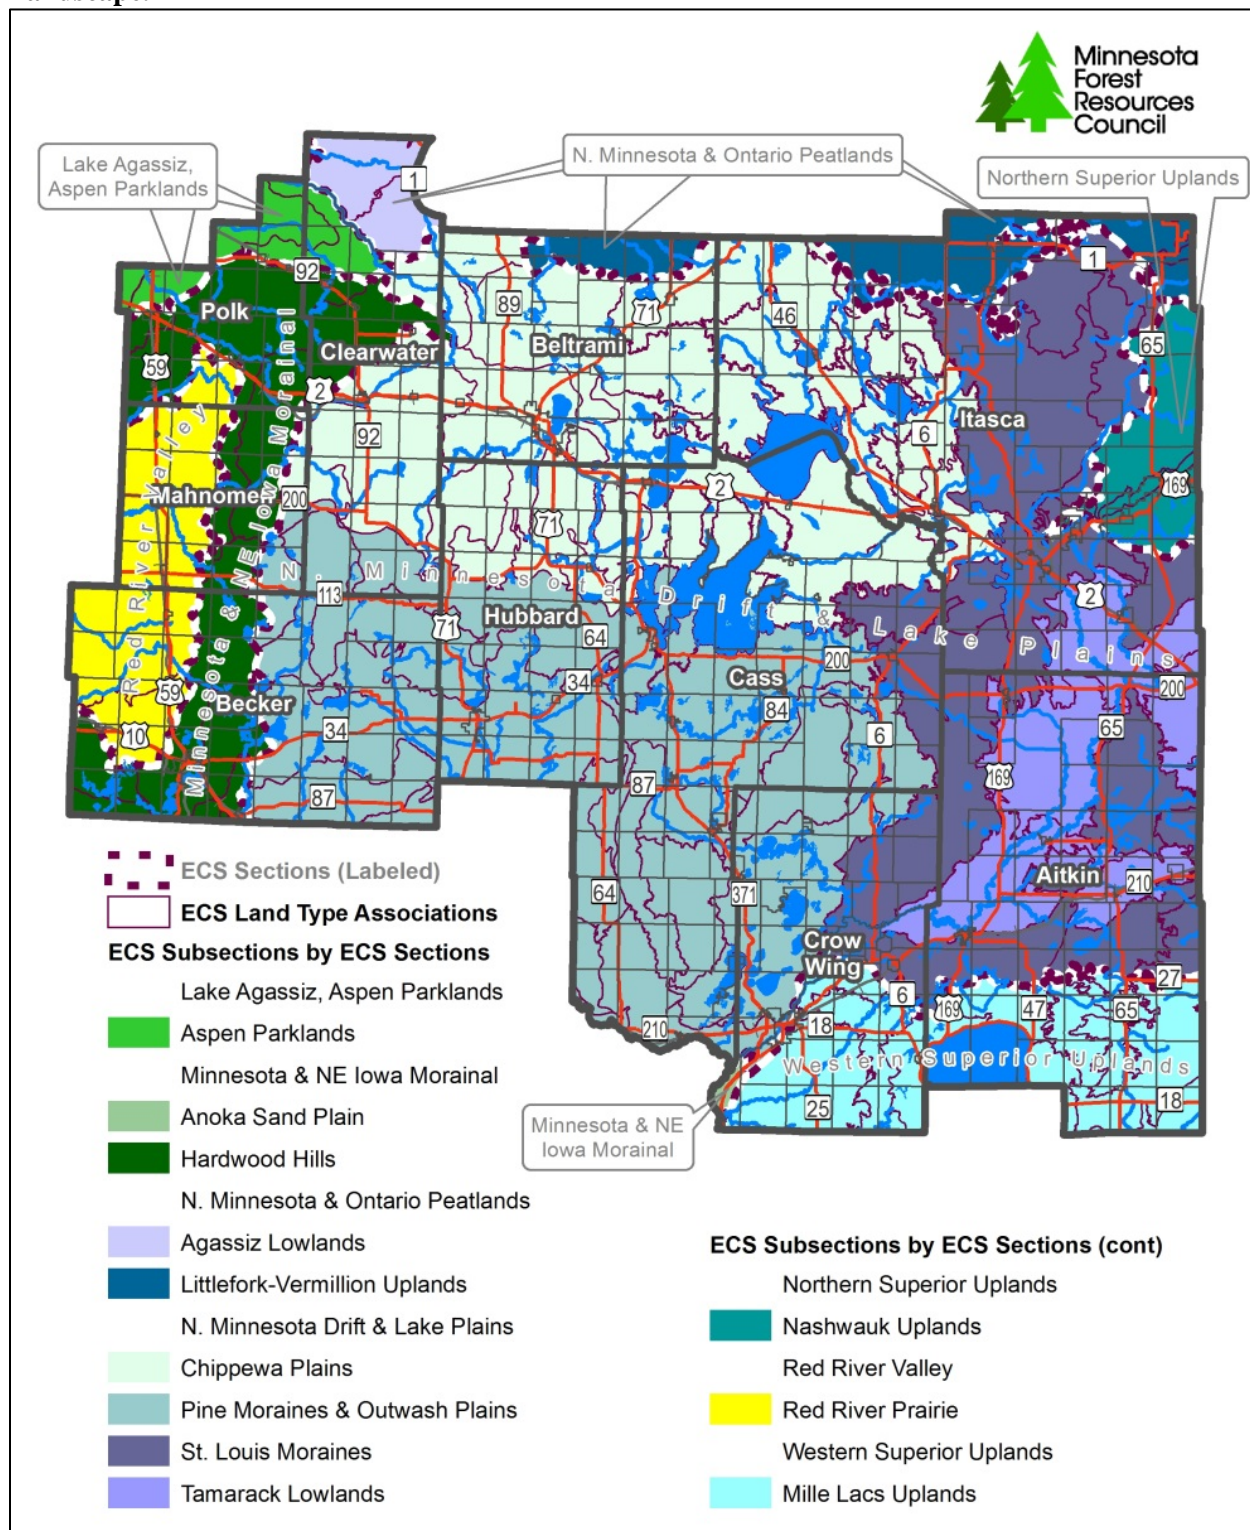 landscape.
Minnesota
Forest
Resources
Council
Lake Agassiz,
Aspen Parklands
N. Minnesota & Ontario Peatlands
Northern Superior Uplands
1
92
89
71
46
1
65
Polk
Clearwater
Beltrami
59
2
92
6
Itasca
Mahnomen
200
71
2
169
Red River Valley
Minnesota & NE Iowa Morainal
N. Minnesota Drift & Lake Plains
113
71
Hubbard
64
2
200
Cass
34
84
200
59
Becker
10
34
6
65
169
87
87
64
371
Aitkin
210
Crow
Wing
6
169
47
65
27
210
18
Western Superior Uplands
25
18
Minnesota & NE
Iowa Morainal
ECS Sections (Labeled)
ECS Land Type Associations
ECS Subsections by ECS Sections
Lake Agassiz, Aspen Parklands
Aspen Parklands
Minnesota & NE Iowa Morainal
Anoka Sand Plain
Hardwood Hills
N. Minnesota & Ontario Peatlands
Agassiz Lowlands
Littlefork-Vermillion Uplands
N. Minnesota Drift & Lake Plains
Chippewa Plains
Pine Moraines & Outwash Plains
St. Louis Moraines
Tamarack Lowlands
ECS Subsections by ECS Sections (cont)
Northern Superior Uplands
Nashwauk Uplands
Red River Valley
Red River Prairie
Western Superior Uplands
Mille Lacs Uplands